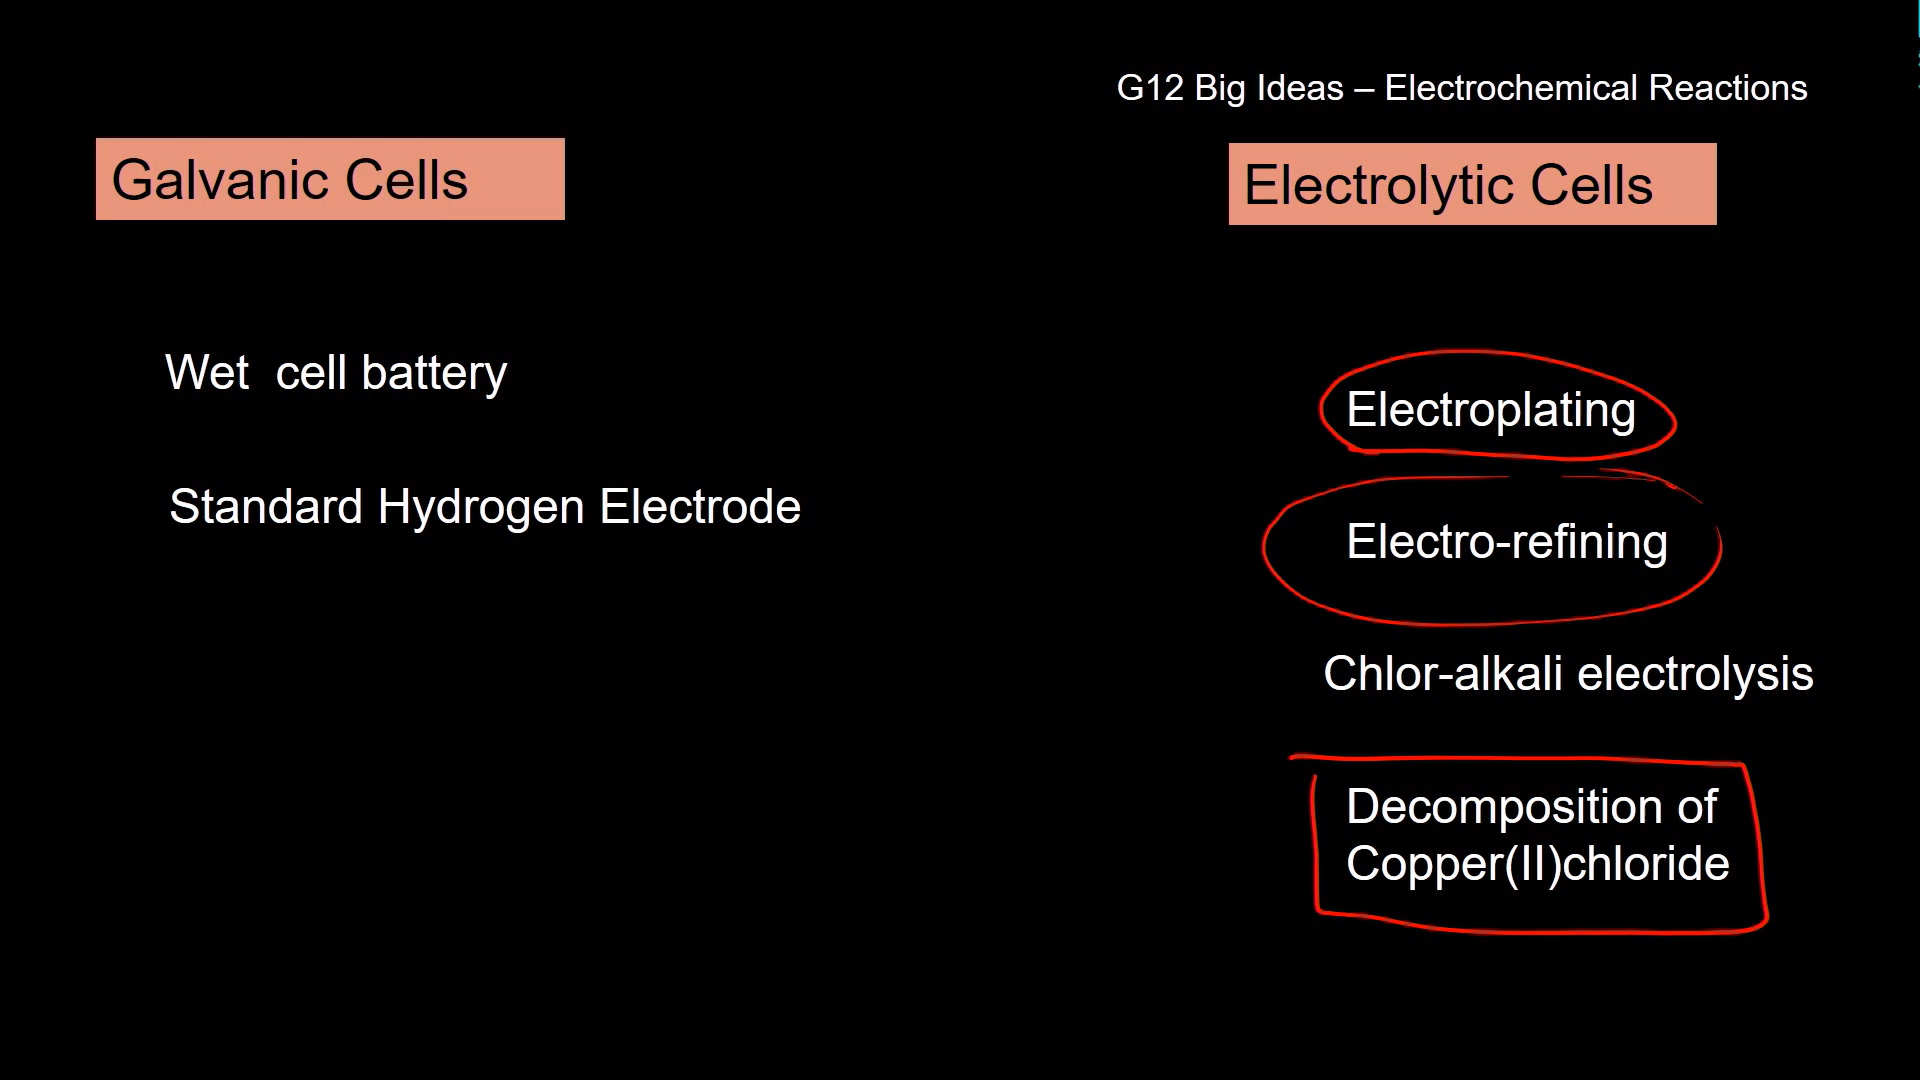 G12 Big Ideas – Electrochemical Reactions
Galvanic Cells
Wet  cell battery
Standard Hydrogen Electrode
Electrolytic Cells
Electroplating
Electro-refining
Chlor-alkali electrolysis
Decomposition of
Copper(II)chloride